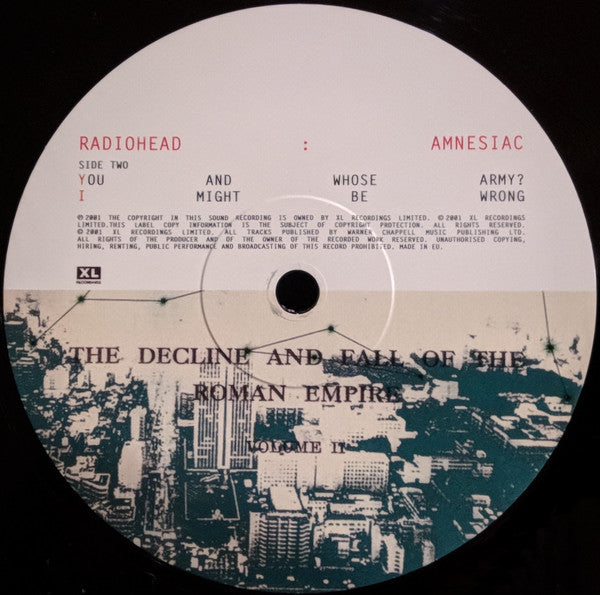 RADIOHEAD : AMNESIAC
SIDE TWO
YOU AND WHOSE ARMY?
I MIGHT BE WRONG
℗ 2001 THE COPYRIGHT IN THIS SOUND RECORDING IS OWNED BY XL RECORDINGS LIMITED. © 2001 XL RECORDINGS
LIMITED.THIS LABEL COPY INFORMATION IS THE SUBJECT OF COPYRIGHT PROTECTION. ALL RIGHTS RESERVED.
© 2001 XL RECORDINGS LIMITED. ALL TRACKS PUBLISHED BY WARNER CHAPPELL MUSIC PUBLISHING LTD.
ALL RIGHTS OF THE PRODUCER AND OF THE OWNER OF THE RECORDED WORK RESERVED. UNAUTHORISED COPYING,
HIRING, RENTING, PUBLIC PERFORMANCE AND BROADCASTING OF THIS RECORD PROHIBITED. MADE IN EU.
XL
RECORDINGS
THE DECLINE AND FALL OF THE
ROMAN EMPIRE
VOLUME II